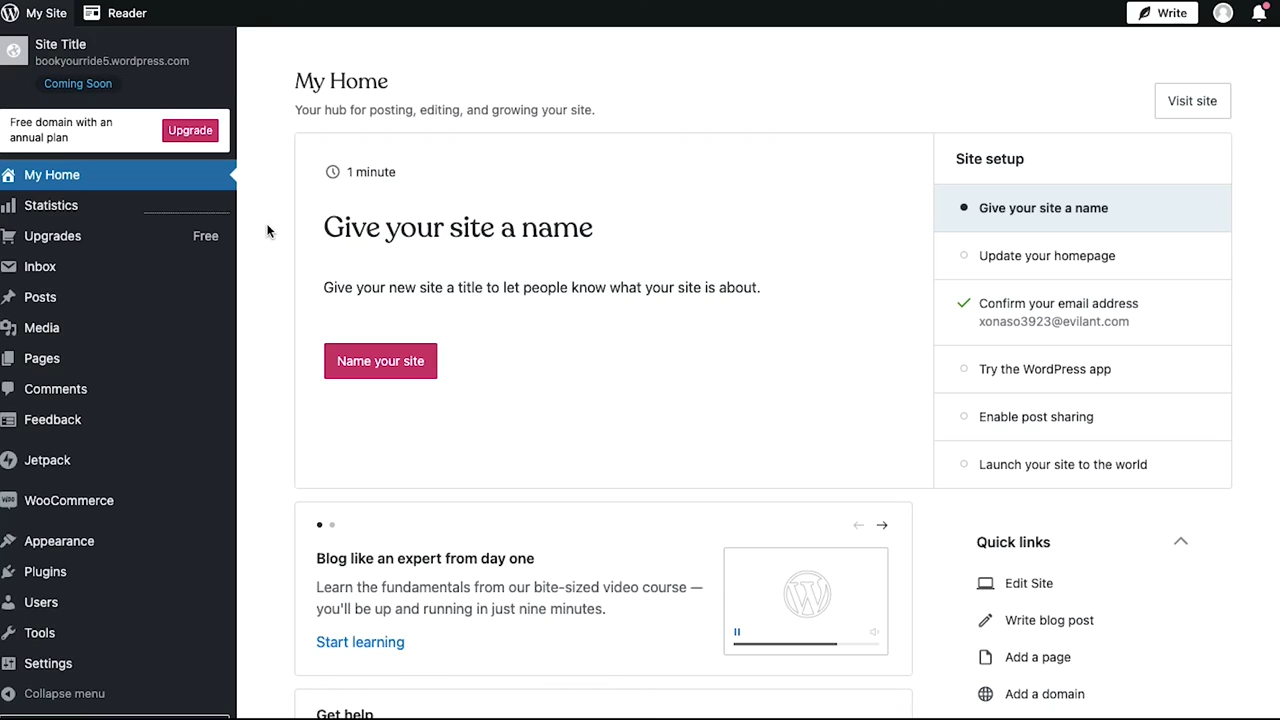 My Site
Reader
Write
Site Title
bookyourride5.wordpress.com
Coming Soon
Free domain with an
annual plan
Upgrade
My Home
Statistics
Upgrades
Free
Inbox
Posts
Media
Pages
Comments
Feedback
Jetpack
WooCommerce
Appearance
Plugins
Users
Tools
Settings
Collapse menu
My Home
Your hub for posting, editing, and growing your site.
Visit site
1 minute
Give your site a name
Give your new site a title to let people know what your site is about.
Name your site
Site setup
Give your site a name
Update your homepage
Confirm your email address
xonaso3923@evilant.com
Try the WordPress app
Enable post sharing
Launch your site to the world
Blog like an expert from day one
Learn the fundamentals from our bite-sized video course —
you'll be up and running in just nine minutes.
Start learning
Quick links
Edit Site
Write blog post
Add a page
Add a domain
Get help